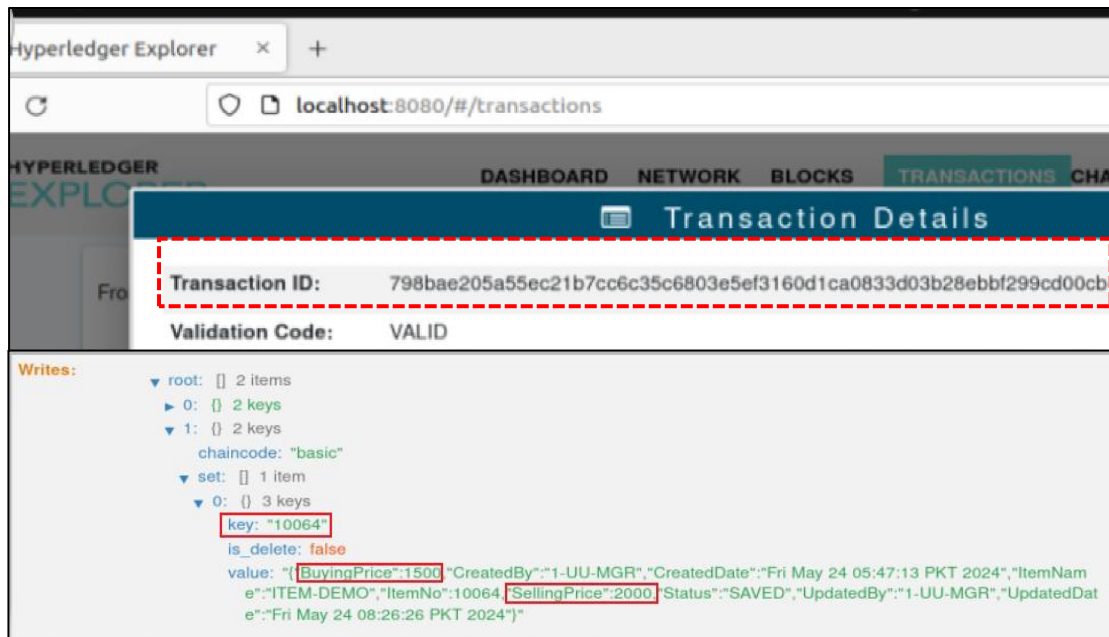 Hyperledger Explorer × +
localhost:8080/#/transactions
HYPERLEDGER
EXPLORER
DASHBOARD NETWORK BLOCKS TRANSACTIONS CHA
Transaction Details
Fro
Transaction ID: 798bae205a55ec21b7cc6c35c6803e5ef3160d1ca0833d03b28ebbf299cd00cb
Validation Code: VALID
Writes:
▼ root: [] 2 items
► 0: {} 2 keys
▼ 1: {} 2 keys
chaincode: "basic"
▼ set: [] 1 item
▼ 0: {} 3 keys
key: "10064"
is_delete: false
value: "{"BuyingPrice":1500,"CreatedBy":"1-UU-MGR","CreatedDate":"Fri May 24 05:47:13 PKT 2024","ItemNam
e":"ITEM-DEMO","ItemNo":10064,"SellingPrice":2000,"Status":"SAVED","UpdatedBy":"1-UU-MGR","UpdatedDat
e":"Fri May 24 08:26:26 PKT 2024"}"